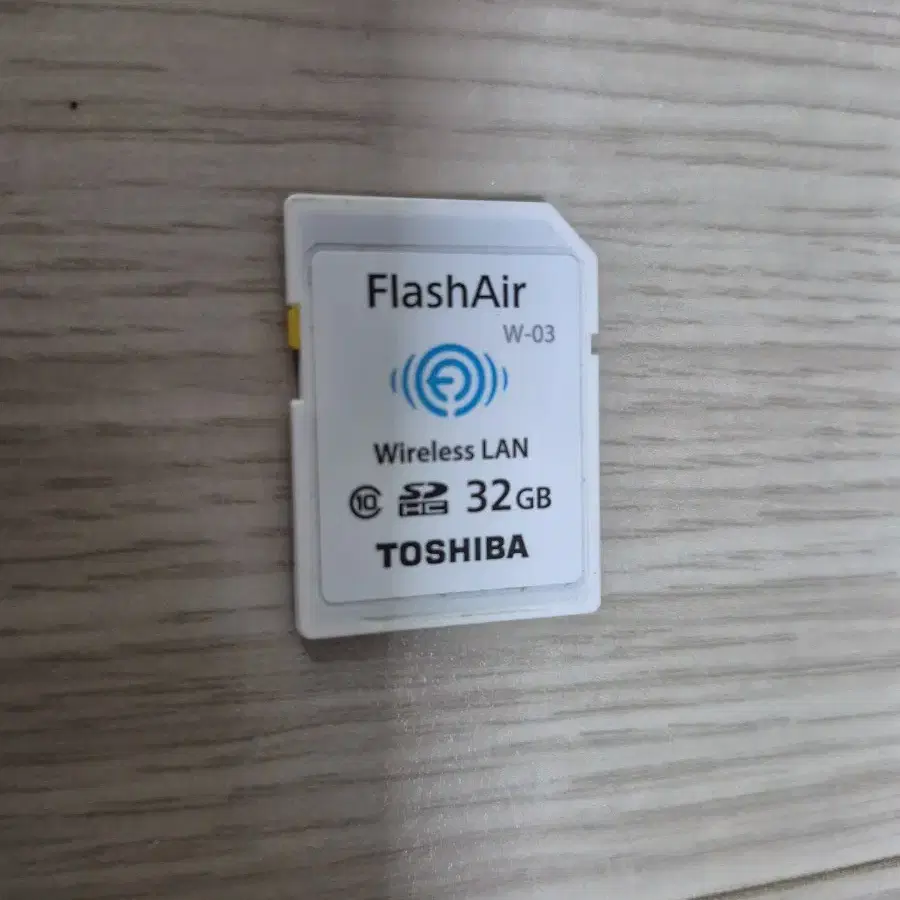 FlashAir
W-03
Wireless LAN
10 SD HC 32GB
TOSHIBA